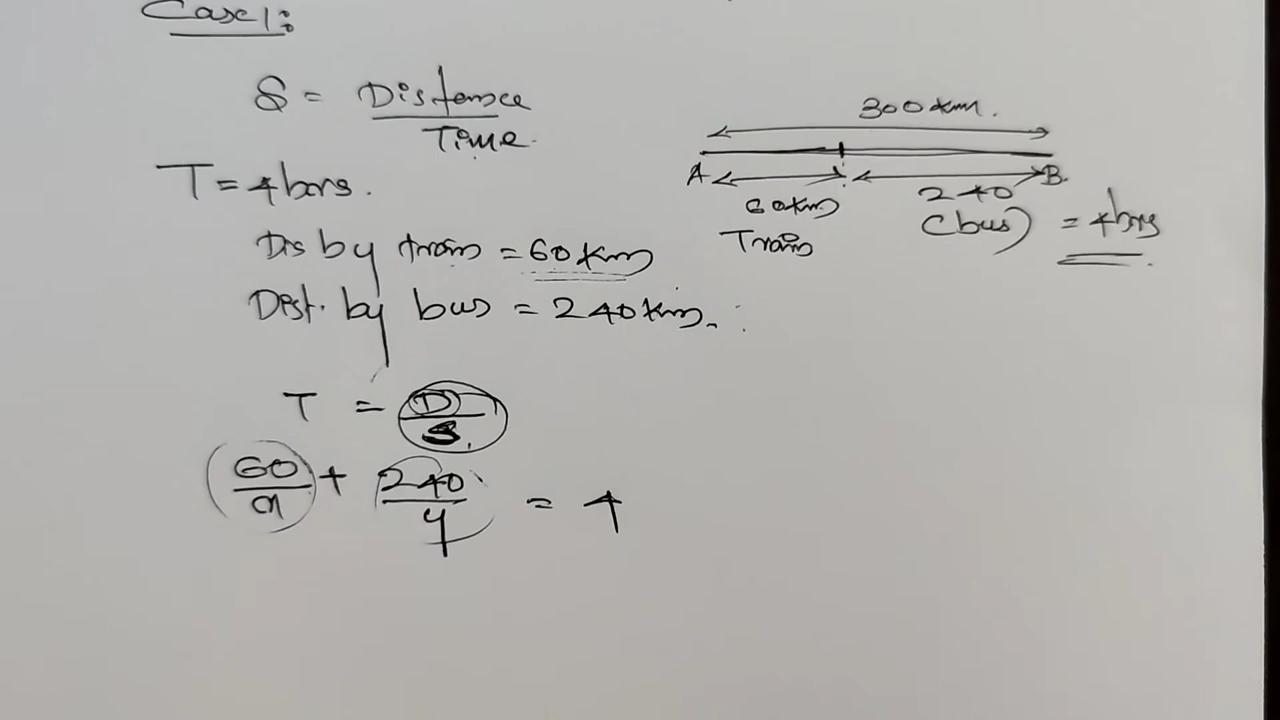 Case 1:
S = Distance
Time
T = 4 hrs.
300 km.
A B
60 km 240
Train (bus) = 4 hrs
Dis by train = 60 km
Dist. by bus = 240 km.
T = D
S
60 + 240 = 4
x y